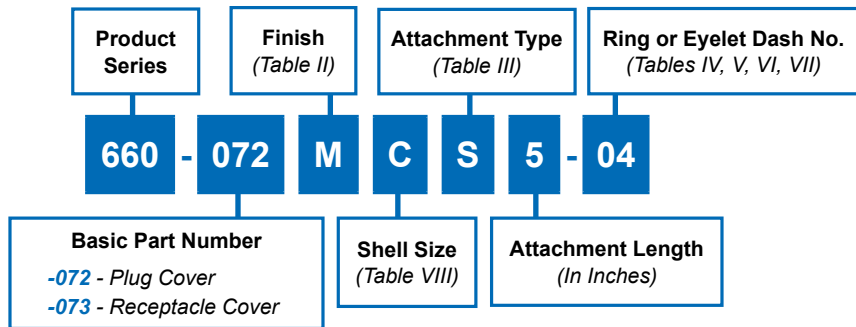 Product
Series
Finish
(Table II)
Attachment Type
(Table III)
Ring or Eyelet Dash No.
(Tables IV, V, VI, VII)
660 - 072 M C S 5 - 04
Basic Part Number
-072 - Plug Cover
-073 - Receptacle Cover
Shell Size
(Table VIII)
Attachment Length
(In Inches)